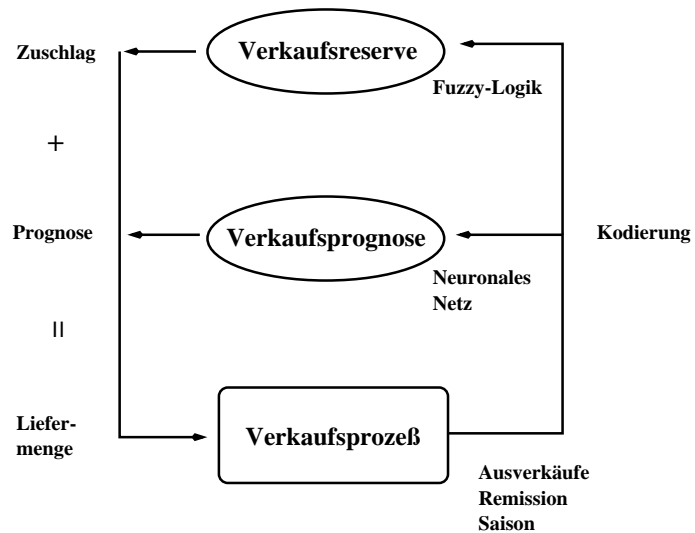 Zuschlag
Verkaufsreserve
Fuzzy-Logik
+
Prognose
Verkaufsprognose
Kodierung
Neuronales
Netz
=
Liefer-
menge
Verkaufsprozeß
Ausverkäufe
Remission
Saison